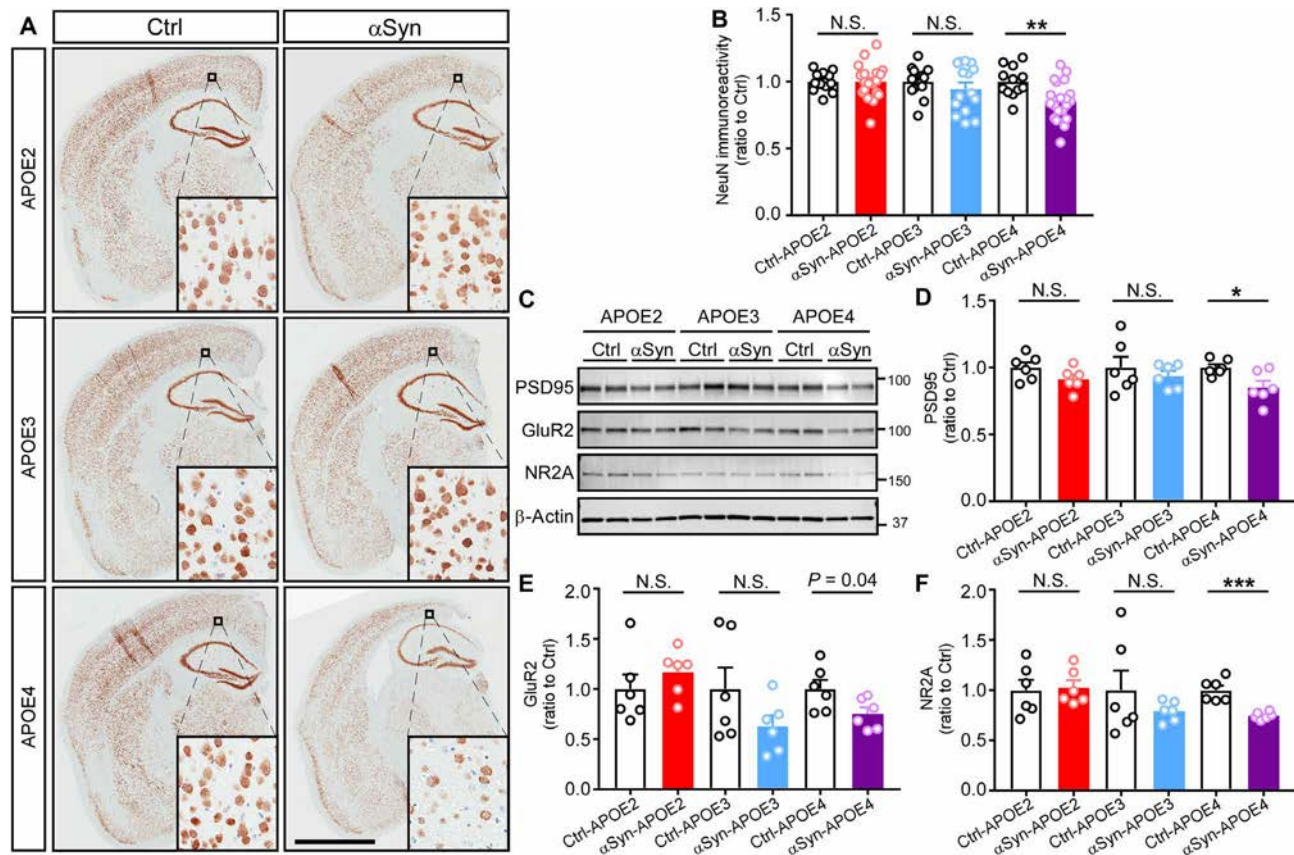 A
Ctrl
αSyn
APOE2
APOE3
APOE4
B
NeuN immunoreactivity
(ratio to Ctrl)
1.5
1.0
0.5
0.0
N.S.
N.S.
**
Ctrl-APOE2
αSyn-APOE2
Ctrl-APOE3
αSyn-APOE3
Ctrl-APOE4
αSyn-APOE4
C
APOE2 APOE3 APOE4
Ctrl αSyn Ctrl αSyn Ctrl αSyn
PSD95
100
GluR2
100
NR2A
150
β-Actin
37
D
PSD95
(ratio to Ctrl)
1.5
1.0
0.5
0.0
N.S.
N.S.
*
Ctrl-APOE2
αSyn-APOE2
Ctrl-APOE3
αSyn-APOE3
Ctrl-APOE4
αSyn-APOE4
E
GluR2
(ratio to Ctrl)
2.0
1.5
1.0
0.5
0.0
N.S.
N.S.
P = 0.04
Ctrl-APOE2
αSyn-APOE2
Ctrl-APOE3
αSyn-APOE3
Ctrl-APOE4
αSyn-APOE4
F
NR2A
(ratio to Ctrl)
2.0
1.5
1.0
0.5
0.0
N.S.
N.S.
***
Ctrl-APOE2
αSyn-APOE2
Ctrl-APOE3
αSyn-APOE3
Ctrl-APOE4
αSyn-APOE4